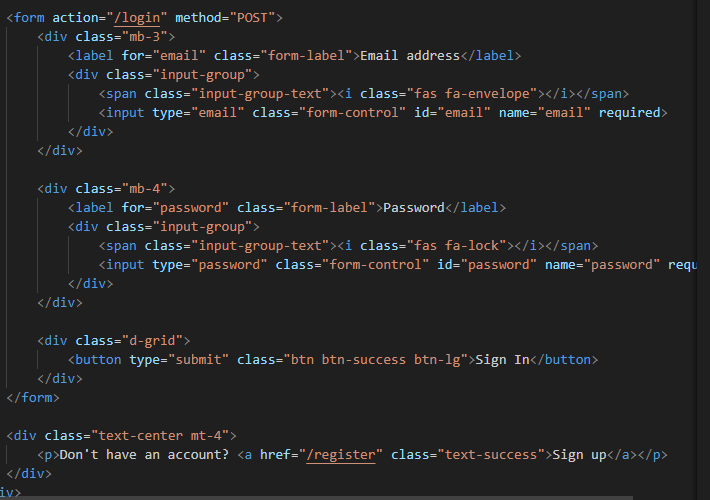 <form action="/login" method="POST">
<div class="mb-3">
<label for="email" class="form-label">Email address</label>
<div class="input-group">
<span class="input-group-text"><i class="fas fa-envelope"></i></span>
<input type="email" class="form-control" id="email" name="email" required>
</div>
</div>
<div class="mb-4">
<label for="password" class="form-label">Password</label>
<div class="input-group">
<span class="input-group-text"><i class="fas fa-lock"></i></span>
<input type="password" class="form-control" id="password" name="password" requ
</div>
</div>
<div class="d-grid">
<button type="submit" class="btn btn-success btn-lg">Sign In</button>
</div>
</form>
<div class="text-center mt-4">
<p>Don't have an account? <a href="/register" class="text-success">Sign up</a></p>
</div>
iv>